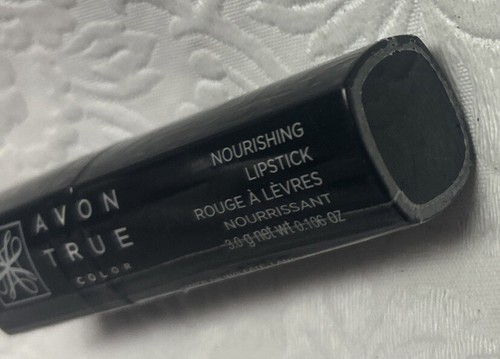 AVON
TRUE
COLOR
NOURISHING
LIPSTICK
ROUGE À LÈVRES
NOURRISSANT
3.0 g net wt 0.106 OZ